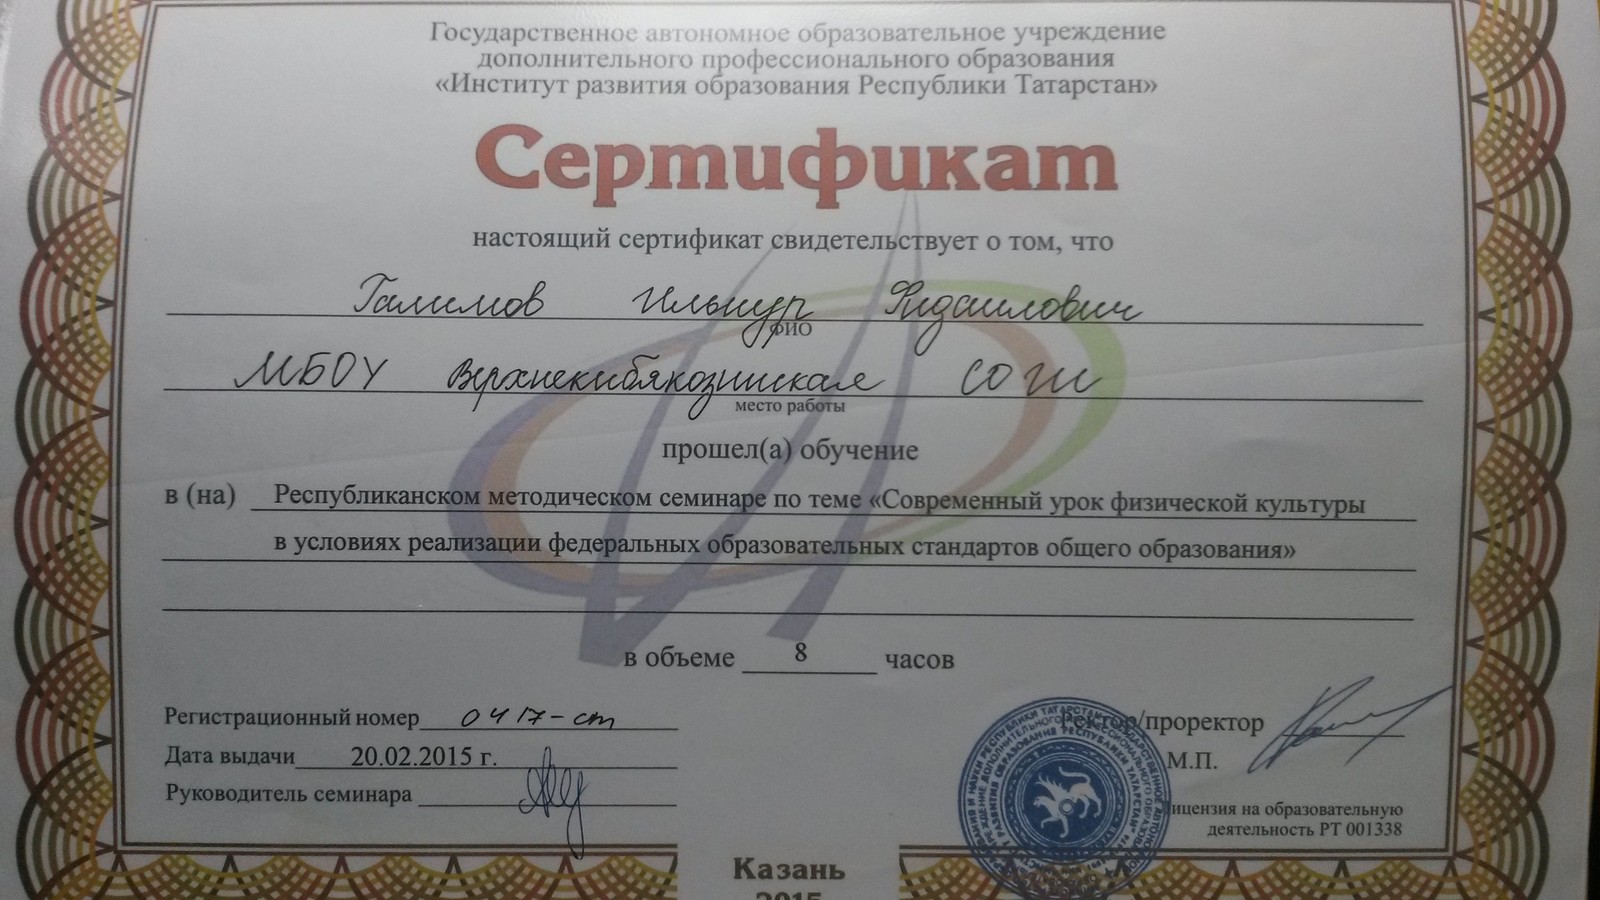 Государственное автономное образовательное учреждение
дополнительного профессионального образования
«Институт развития образования Республики Татарстан»
Сертификат
настоящий сертификат свидетельствует о том, что
Галимов Ильнур
ФИО
МБОУ Верхнекибякозинская СОШ
место работы
прошел(а) обучение
в (на) Республиканском методическом семинаре по теме «Современный урок физической культуры
в условиях реализации федеральных образовательных стандартов общего образования»
в объеме 8 часов
Регистрационный номер 0417-ст
Дата выдачи 20.02.2015 г.
Руководитель семинара
Ректор/проректор
М.П.
Лицензия на образовательную
деятельность РТ 001338
Казань
2015